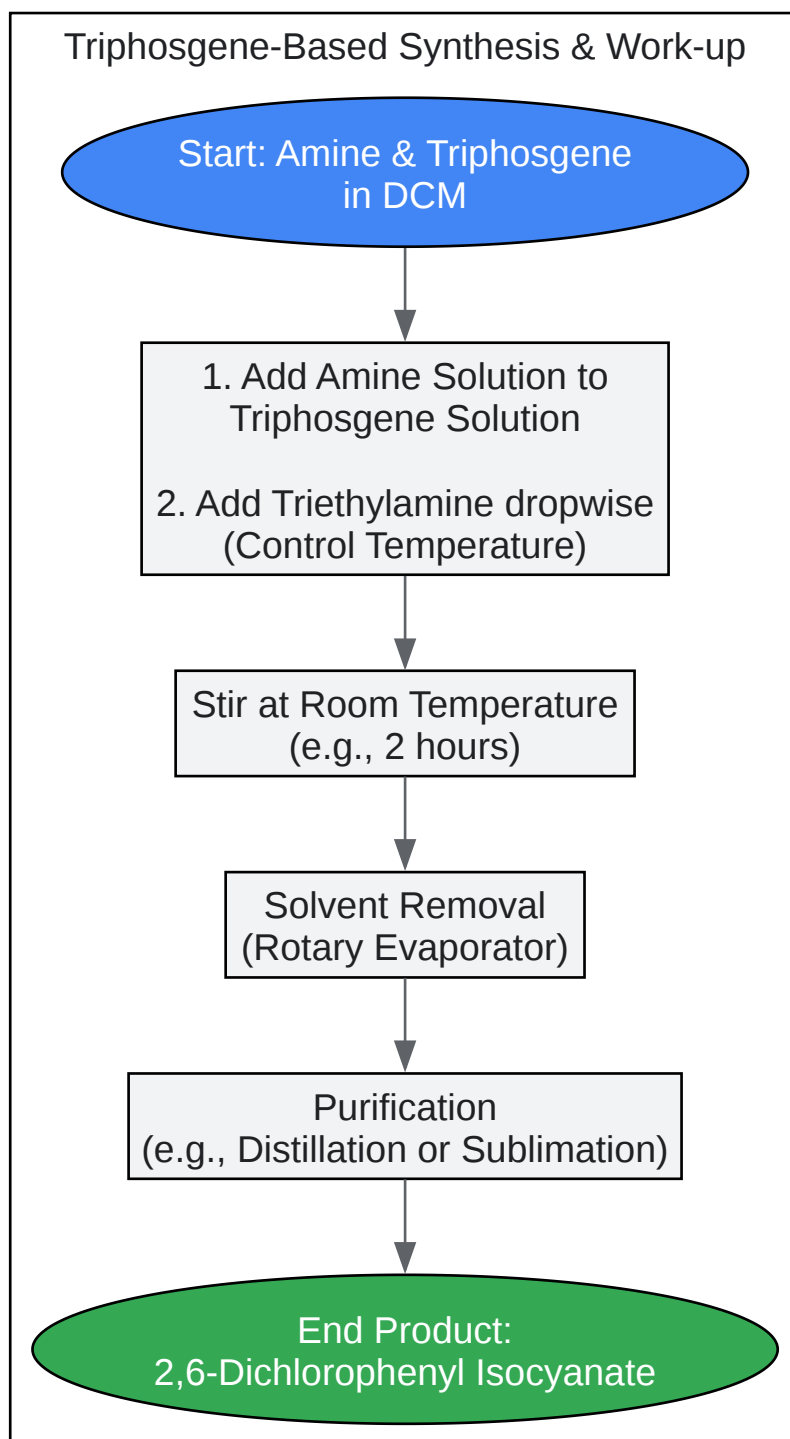 Triphosgene-Based Synthesis & Work-up
Start: Amine & Triphosgene
in DCM
1. Add Amine Solution to
Triphosgene Solution
2. Add Triethylamine dropwise
(Control Temperature)
Stir at Room Temperature
(e.g., 2 hours)
Solvent Removal
(Rotary Evaporator)
Purification
(e.g., Distillation or Sublimation)
End Product:
2,6-Dichlorophenyl Isocyanate